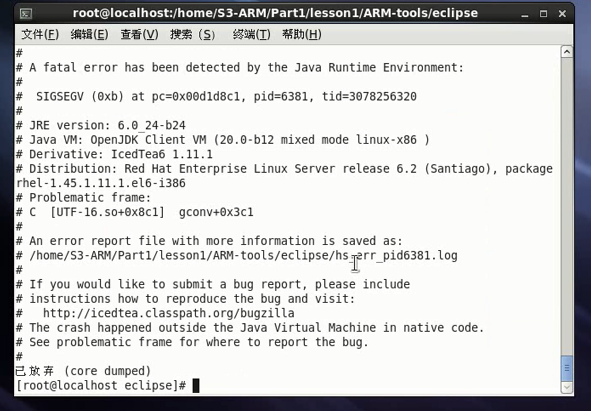 root@localhost:/home/S3-ARM/Part1/lesson1/ARM-tools/eclipse
文件(F) 编辑(E) 查看(V) 搜索 (S) 终端(T) 帮助(H)
#
# A fatal error has been detected by the Java Runtime Environment:
#
#  SIGSEGV (0xb) at pc=0x00d1d8c1, pid=6381, tid=3078256320
#
# JRE version: 6.0_24-b24
# Java VM: OpenJDK Client VM (20.0-b12 mixed mode linux-x86 )
# Derivative: IcedTea6 1.11.1
# Distribution: Red Hat Enterprise Linux Server release 6.2 (Santiago), package
rhel-1.45.1.11.1.el6-i386
# Problematic frame:
# C  [UTF-16.so+0x8c1]  gconv+0x3c1
#
# An error report file with more information is saved as:
# /home/S3-ARM/Part1/lesson1/ARM-tools/eclipse/hs_err_pid6381.log
#
# If you would like to submit a bug report, please include
# instructions how to reproduce the bug and visit:
#   http://icedtea.classpath.org/bugzilla
# The crash happened outside the Java Virtual Machine in native code.
# See problematic frame for where to report the bug.
#
已放弃 (core dumped)
[root@localhost eclipse]#